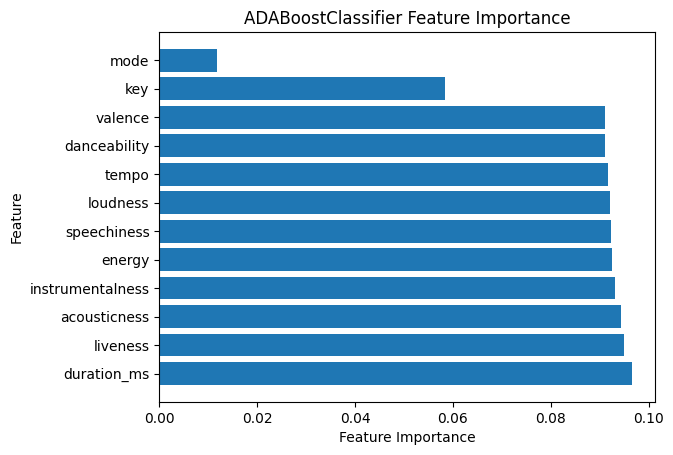 ADABoostClassifier Feature Importance
mode
key
valence
danceability
tempo
loudness
speechiness
energy
instrumentalness
acousticness
liveness
duration_ms
Feature
0.00 0.02 0.04 0.06 0.08 0.10
Feature Importance